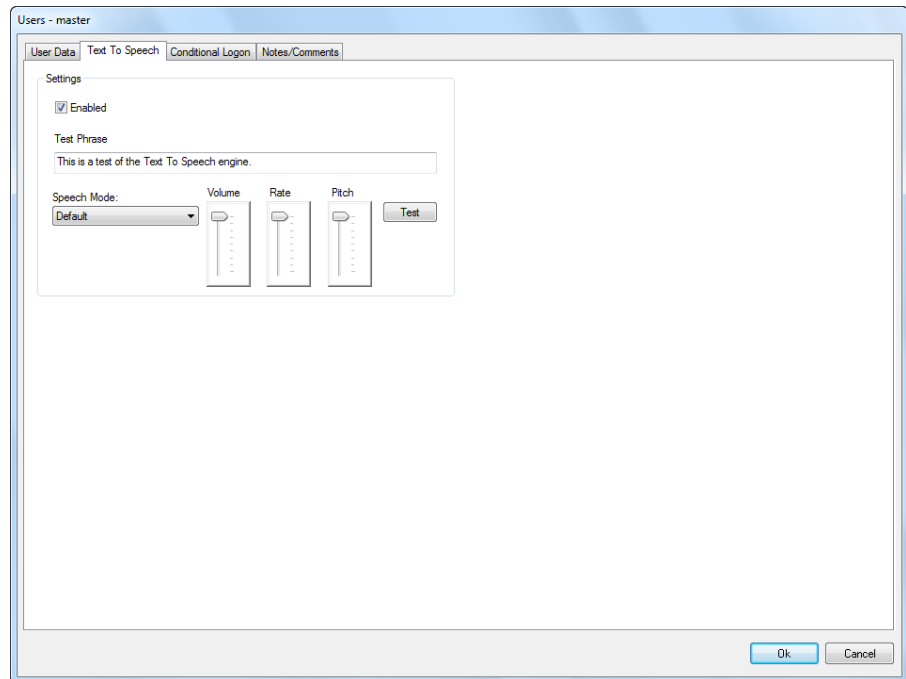 Users - master
User Data Text To Speech Conditional Logon Notes/Comments
Settings
Enabled
Test Phrase
This is a test of the Text To Speech engine.
Speech Mode: Volume Rate Pitch
Default Test
Ok Cancel